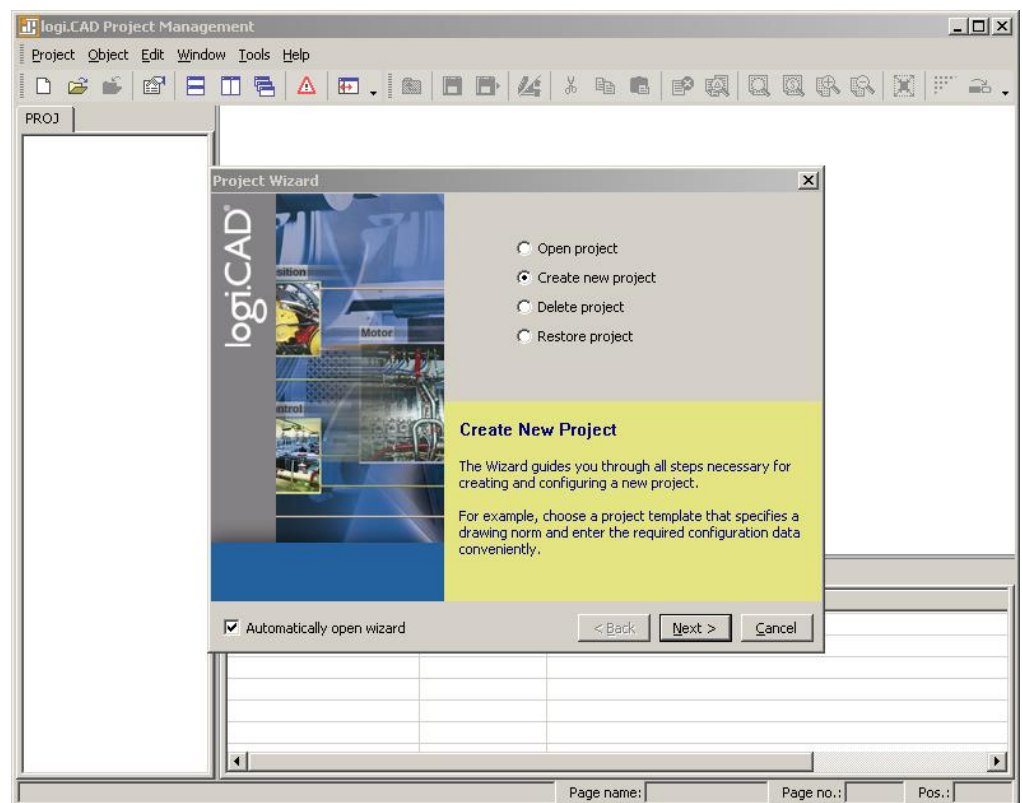 logi.CAD Project Management
Project Object Edit Window Tools Help
PROJ
Project Wizard
logi.CAD
sition
Motor
ntrol
Open project
Create new project
Delete project
Restore project
Create New Project
The Wizard guides you through all steps necessary for
creating and configuring a new project.
For example, choose a project template that specifies a
drawing norm and enter the required configuration data
conveniently.
Automatically open wizard
< Back Next > Cancel
Page name: Page no.: Pos.: